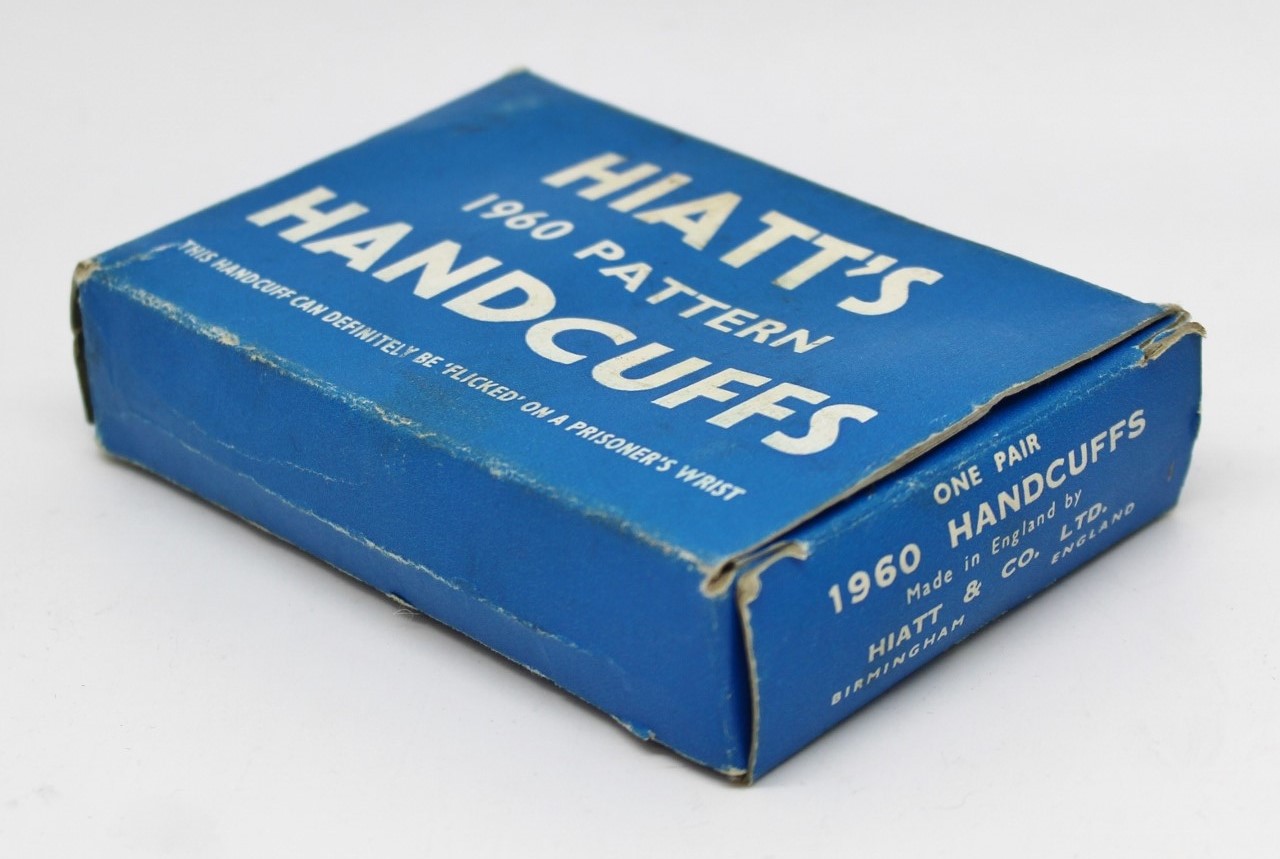 HIATT'S
1960 PATTERN
HANDCUFFS
THIS HANDCUFF CAN DEFINITELY BE 'FLICKED' ON A PRISONER'S WRIST
ONE PAIR
1960 HANDCUFFS
Made in England by
HIATT & CO. LTD.
BIRMINGHAM ENGLAND